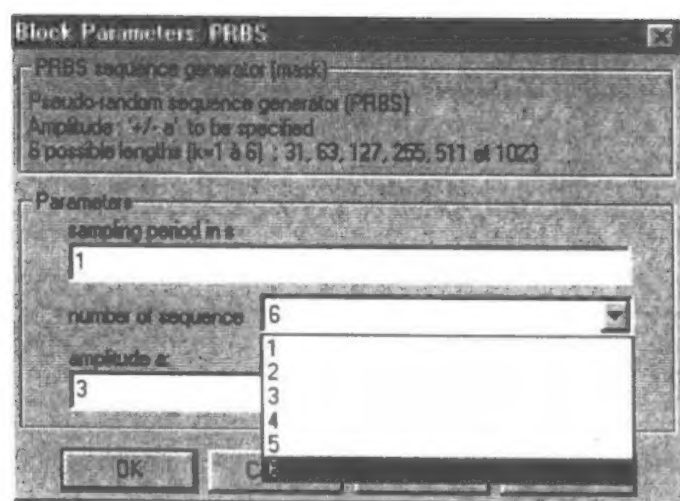 Block Parameters: PRBS
PRBS sequence generator (mask)
Pseudo-random sequence generator (PRBS)
Amplitude : '+/- a' to be specified
6 possible lengths (k=1 à 6) : 31, 63, 127, 255, 511 et 1023
Parameters
sampling period in s
1
number of sequence 6
1
2
3
4
5
6
amplitude a:
3
OK